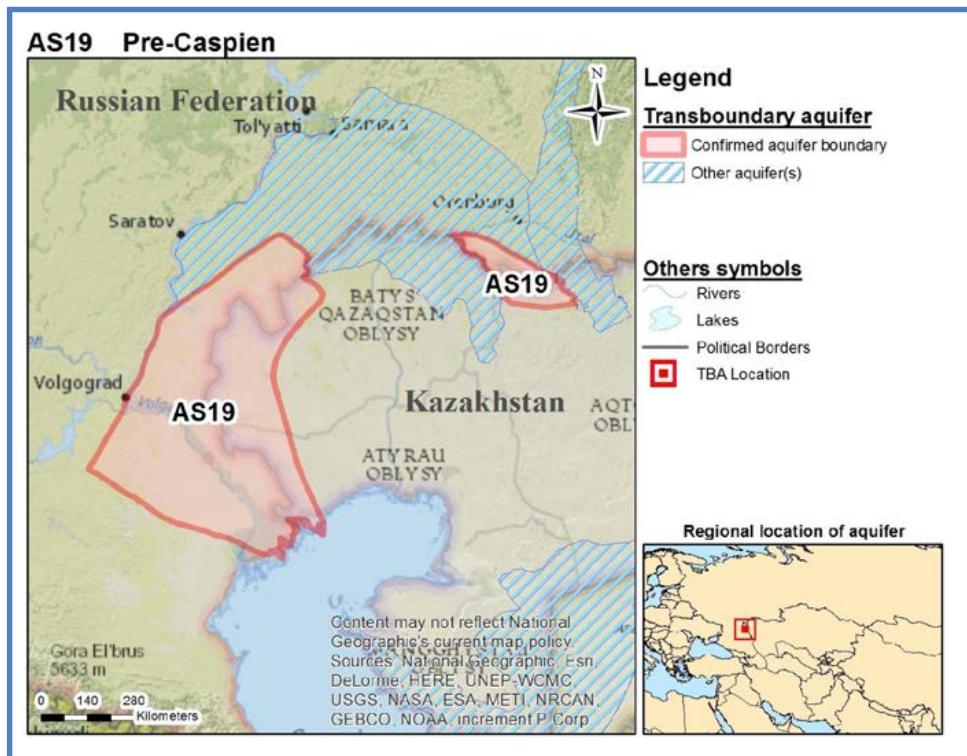 AS19 Pre-Caspien
Russian Federation
Tol'yatti
Samara
N
Saratov
Orenburg
Ural
AS19
BATYS'
QAZAQSTAN
OBLYSY
Volgograd
Volga
AS19
Kazakhstan
ATYRAU
OBLYSY
AQT
OBL
Gora El'brus
5633 m
0 140 280
Kilometers
Content may not reflect National
Geographic's current map policy.
Sources: National Geographic, Esri,
DeLorme, HERE, UNEP-WCMC,
USGS, NASA, ESA, METI, NRCAN,
GEBCO, NOAA, increment P Corp.
Legend
Transboundary aquifer
Confirmed aquifer boundary
Other aquifer(s)
Others symbols
Rivers
Lakes
Political Borders
TBA Location
Regional location of aquifer